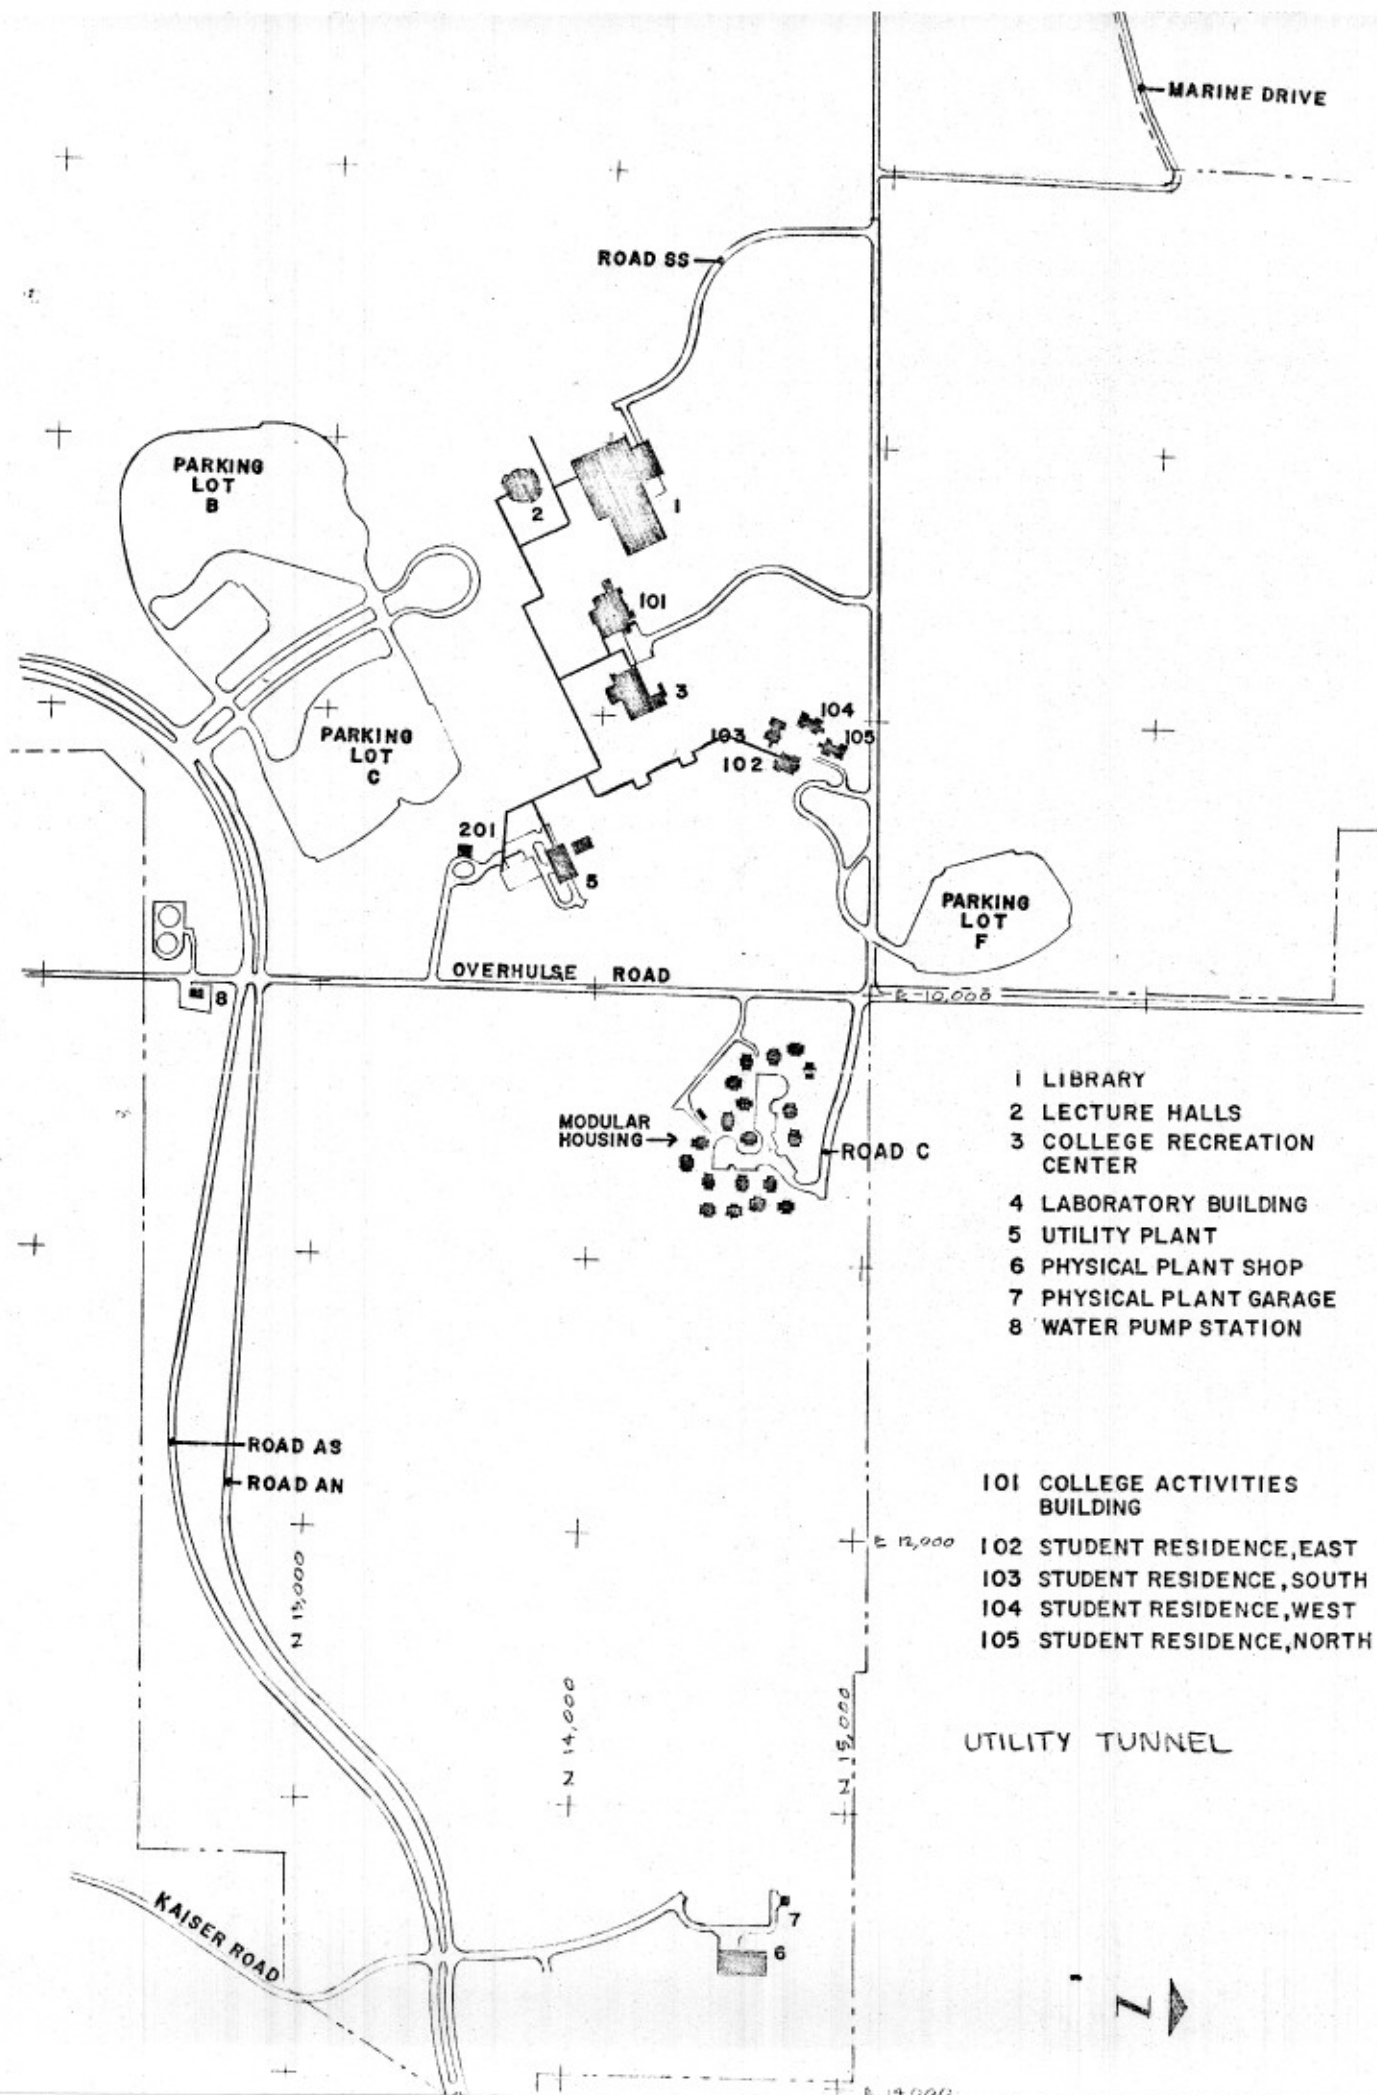 MARINE DRIVE
ROAD SS
PARKING
LOT
B
2
1
101
3
PARKING
LOT
C
104
103
105
102
201
5
PARKING
LOT
F
OVERHULSE ROAD
E 10,000
8
MODULAR
HOUSING
ROAD C
1 LIBRARY
2 LECTURE HALLS
3 COLLEGE RECREATION
CENTER
4 LABORATORY BUILDING
5 UTILITY PLANT
6 PHYSICAL PLANT SHOP
7 PHYSICAL PLANT GARAGE
8 WATER PUMP STATION
ROAD AS
ROAD AN
101 COLLEGE ACTIVITIES
BUILDING
E 12,000
102 STUDENT RESIDENCE, EAST
103 STUDENT RESIDENCE, SOUTH
104 STUDENT RESIDENCE, WEST
105 STUDENT RESIDENCE, NORTH
N 13,000
N 14,000
N 15,000
UTILITY TUNNEL
KAISER ROAD
7
6
N
E 14,000